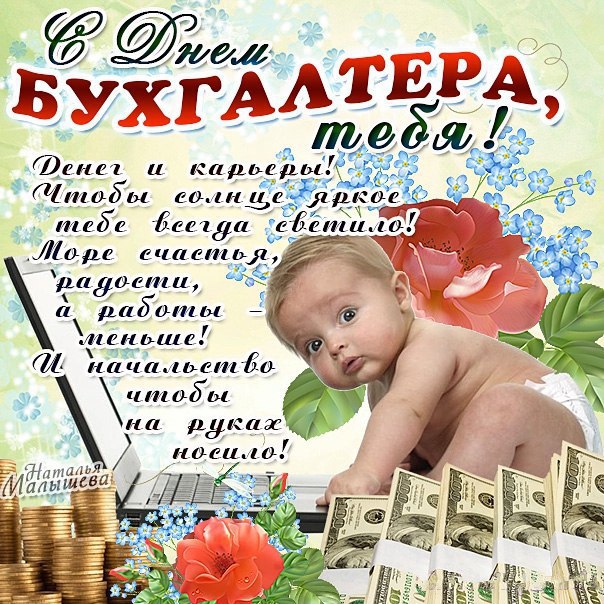 С Днем
БУХГАЛТЕРА,
тебя!
Денег и карьеры!
Чтобы солнце яркое
тебе всегда светило!
Море счастья,
радости,
а работы -
меньше!
И начальство
чтобы
на руках
носило!
Наталья
Малышева